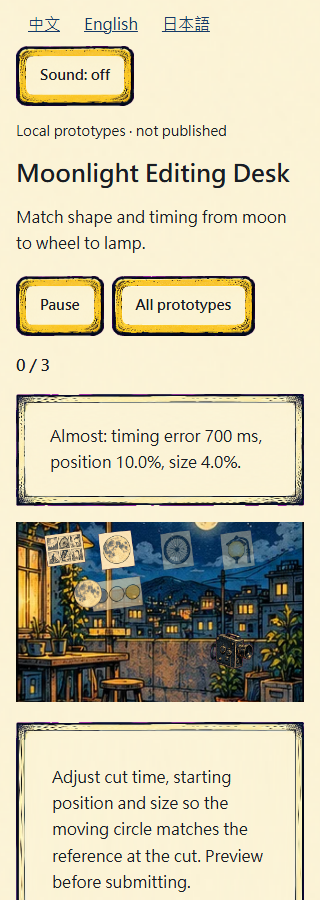 中文 English 日本語
Sound: off
Local prototypes · not published
Moonlight Editing Desk
Match shape and timing from moon
to wheel to lamp.
Pause All prototypes
0 / 3
Almost: timing error 700 ms,
position 10.0%, size 4.0%.
Adjust cut time, starting
position and size so the
moving circle matches the
reference at the cut. Preview
before submitting.